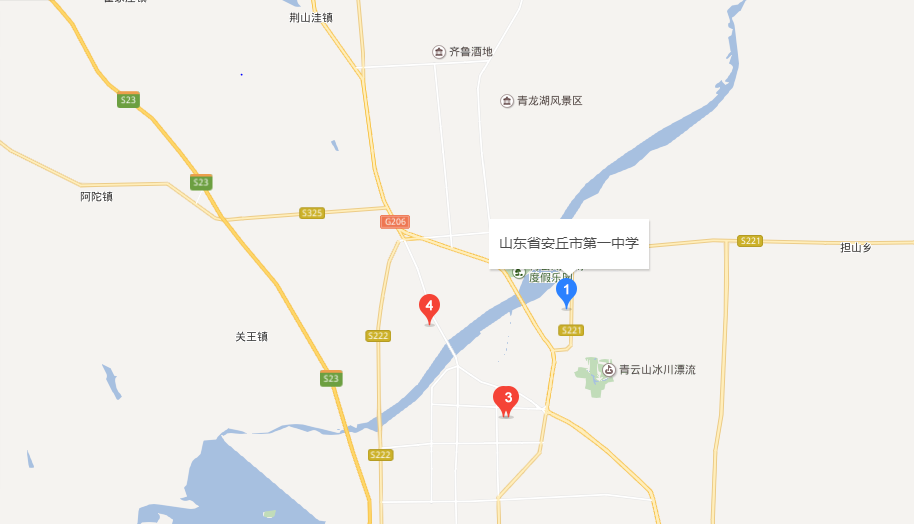 荆山洼镇
齐鲁酒地
S23
青龙湖风景区
S23
阿陀镇
S325
G206
山东省安丘市第一中学
S221
担山乡
度假乐园
1
4
S221
关王镇
S222
青云山冰川漂流
S23
3
S222